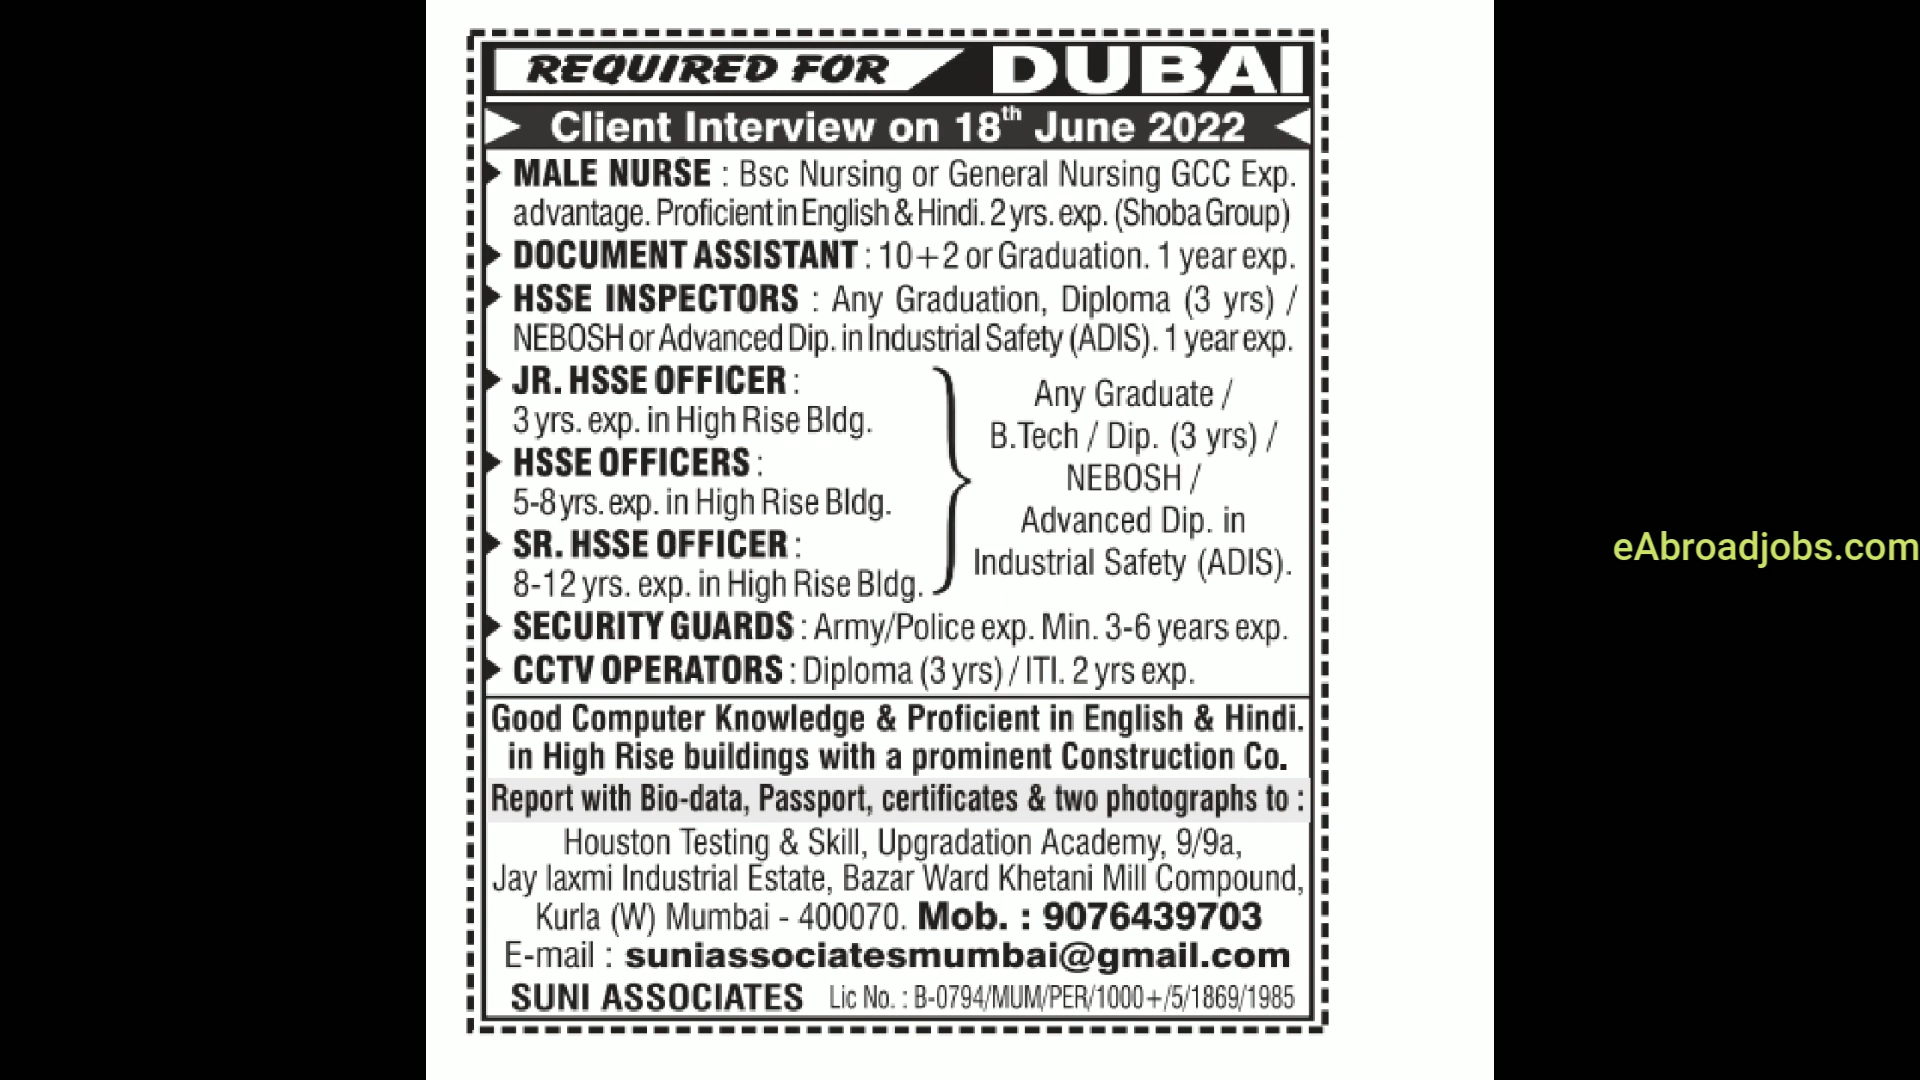 REQUIRED FOR DUBAI
Client Interview on 18th June 2022
MALE NURSE : Bsc Nursing or General Nursing GCC Exp.
advantage. Proficient in English & Hindi. 2 yrs. exp. (Shoba Group)
DOCUMENT ASSISTANT : 10+2 or Graduation. 1 year exp.
HSSE INSPECTORS : Any Graduation, Diploma (3 yrs) /
NEBOSH or Advanced Dip. in Industrial Safety (ADIS). 1 year exp.
JR. HSSE OFFICER :
3 yrs. exp. in High Rise Bldg.
HSSE OFFICERS :
5-8 yrs. exp. in High Rise Bldg.
SR. HSSE OFFICER :
8-12 yrs. exp. in High Rise Bldg.
Any Graduate /
B.Tech / Dip. (3 yrs) /
NEBOSH /
Advanced Dip. in
Industrial Safety (ADIS).
SECURITY GUARDS : Army/Police exp. Min. 3-6 years exp.
CCTV OPERATORS : Diploma (3 yrs) / ITI. 2 yrs exp.
Good Computer Knowledge & Proficient in English & Hindi.
in High Rise buildings with a prominent Construction Co.
Report with Bio-data, Passport, certificates & two photographs to :
Houston Testing & Skill, Upgradation Academy, 9/9a,
Jay laxmi Industrial Estate, Bazar Ward Khetani Mill Compound,
Kurla (W) Mumbai - 400070. Mob. : 9076439703
E-mail : suniassociatesmumbai@gmail.com
SUNI ASSOCIATES Lic No. : B-0794/MUM/PER/1000+/5/1869/1985
eAbroadjobs.com